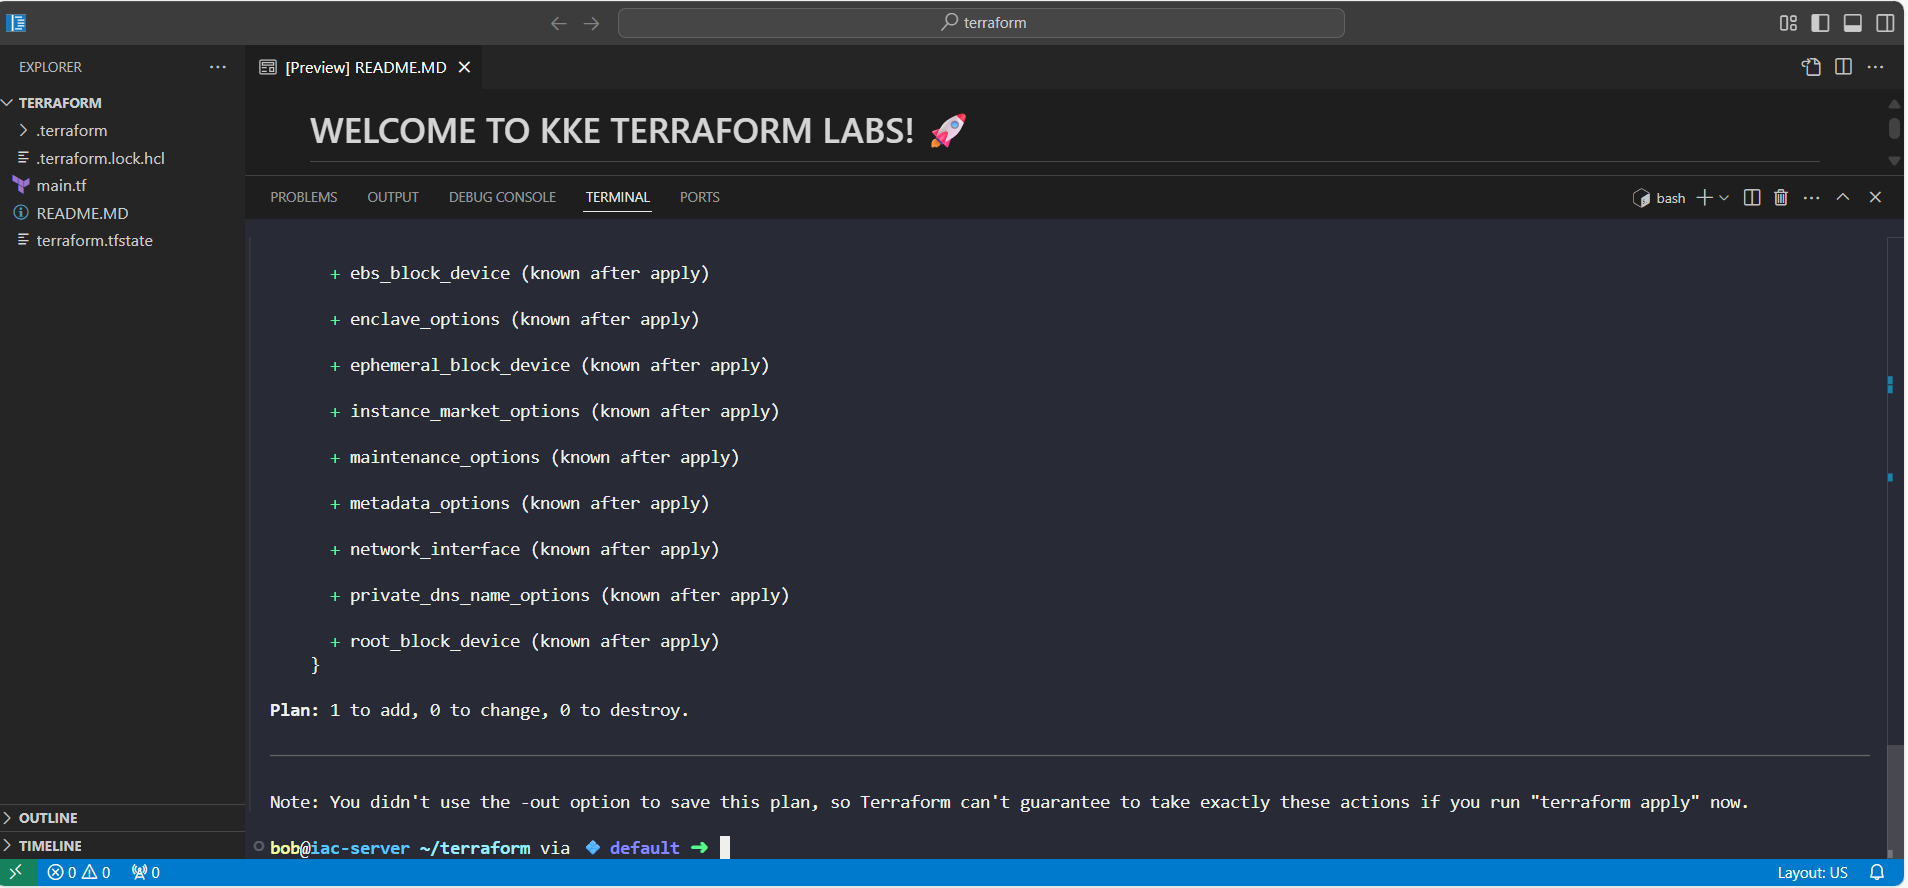 terraform
EXPLORER
TERRAFORM
.terraform
.terraform.lock.hcl
main.tf
README.MD
terraform.tfstate
OUTLINE
TIMELINE
[Preview] README.MD
WELCOME TO KKE TERRAFORM LABS! 🚀
PROBLEMS OUTPUT DEBUG CONSOLE TERMINAL PORTS
bash
+ ebs_block_device (known after apply)
+ enclave_options (known after apply)
+ ephemeral_block_device (known after apply)
+ instance_market_options (known after apply)
+ maintenance_options (known after apply)
+ metadata_options (known after apply)
+ network_interface (known after apply)
+ private_dns_name_options (known after apply)
+ root_block_device (known after apply)
}
Plan: 1 to add, 0 to change, 0 to destroy.
Note: You didn't use the -out option to save this plan, so Terraform can't guarantee to take exactly these actions if you run "terraform apply" now.
bob@iac-server ~/terraform via 🔷 default ➜
0 0 0
Layout: US